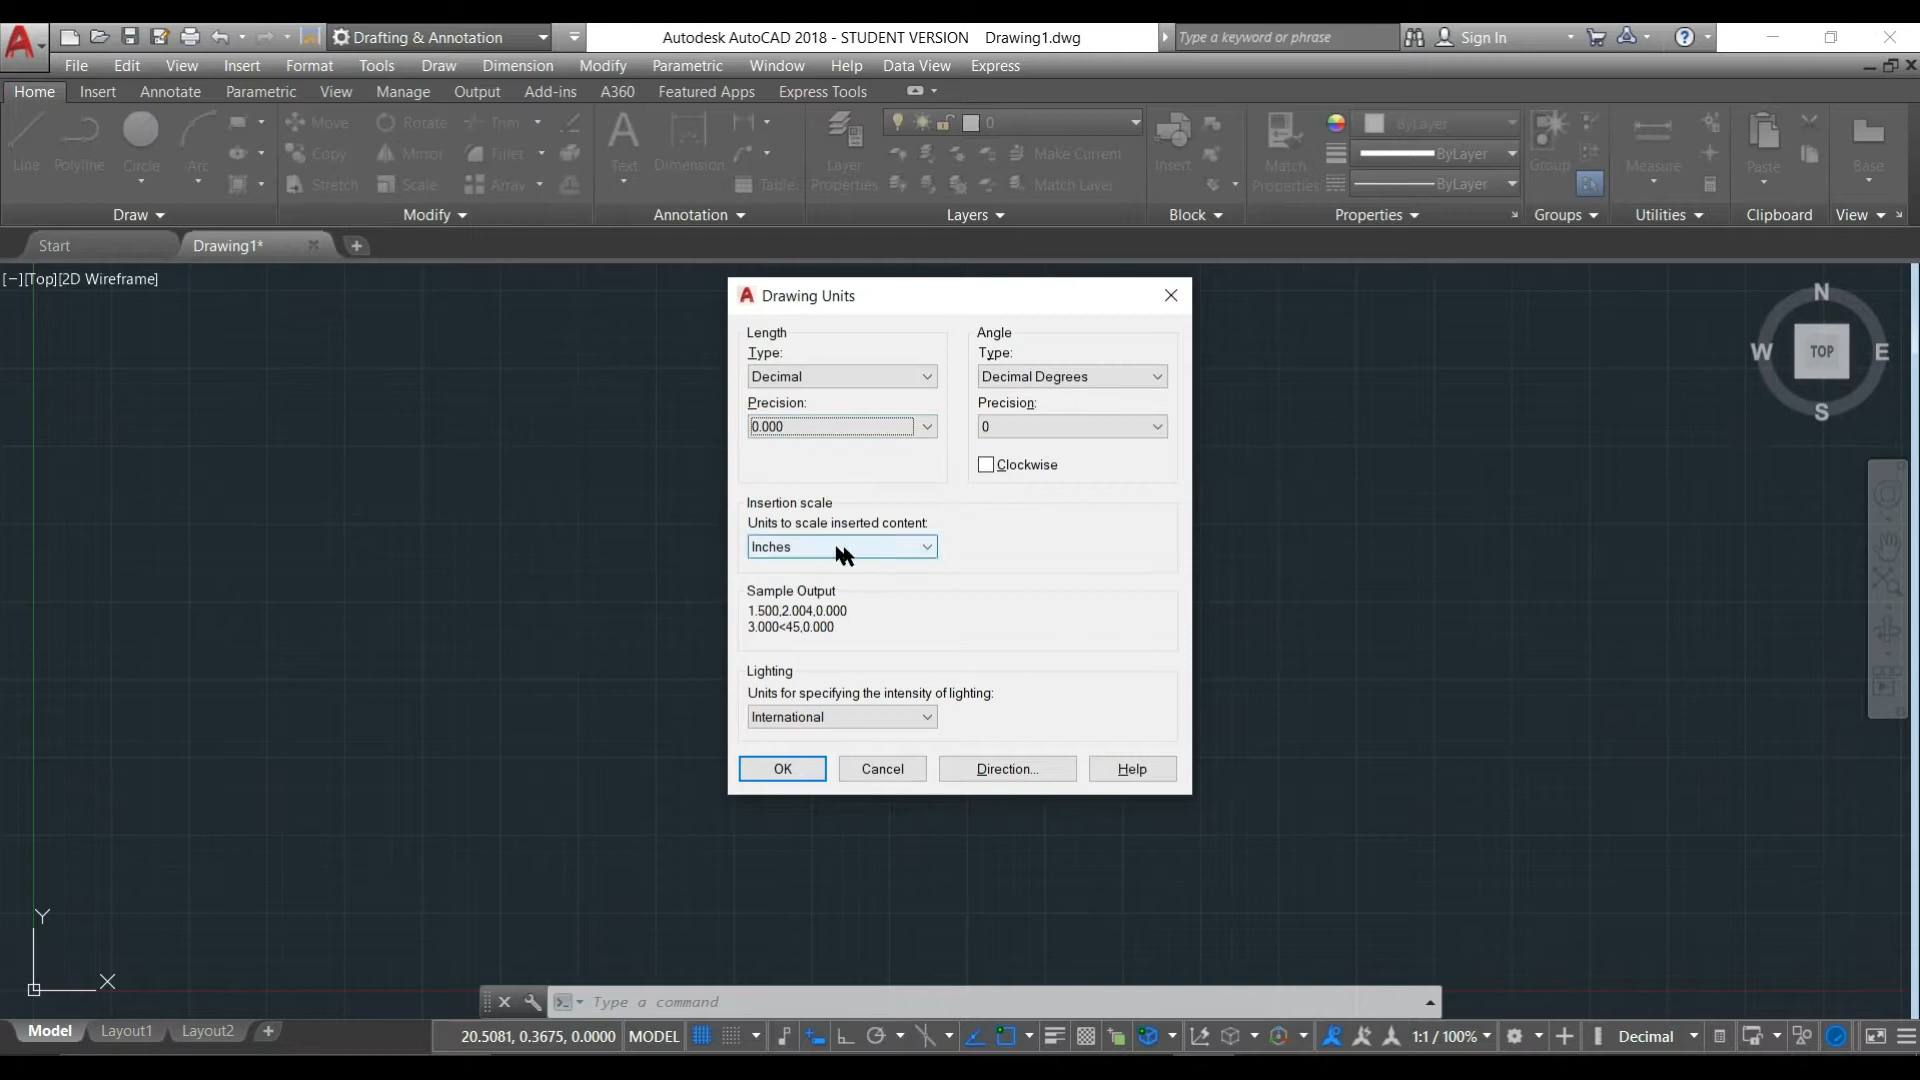 Drafting & Annotation
Autodesk AutoCAD 2018 - STUDENT VERSION Drawing1.dwg
Type a keyword or phrase
Sign In
File Edit View Insert Format Tools Draw Dimension Modify Parametric Window Help Data View Express
Home Insert Annotate Parametric View Manage Output Add-ins A360 Featured Apps Express Tools
Line Polyline Circle Arc
Move Rotate Trim
Copy Mirror Fillet
Stretch Scale Array
Text Dimension
Table
Layer Properties
0
Make Current
Match Layer
Insert
Match Properties
ByLayer
ByLayer
ByLayer
Group
Measure
Paste
Base
Draw Modify Annotation Layers Block Properties Groups Utilities Clipboard View
Start Drawing1*
[−][Top][2D Wireframe]
Drawing Units
Length
Type:
Decimal
Precision:
0.000
Angle
Type:
Decimal Degrees
Precision:
0
Clockwise
Insertion scale
Units to scale inserted content:
Inches
Sample Output
1.500,2.004,0.000
3.000<45,0.000
Lighting
Units for specifying the intensity of lighting:
International
OK Cancel Direction... Help
N
W TOP E
S
Y
X
Type a command
Model Layout1 Layout2
20.5081, 0.3675, 0.0000 MODEL 1:1 / 100% Decimal